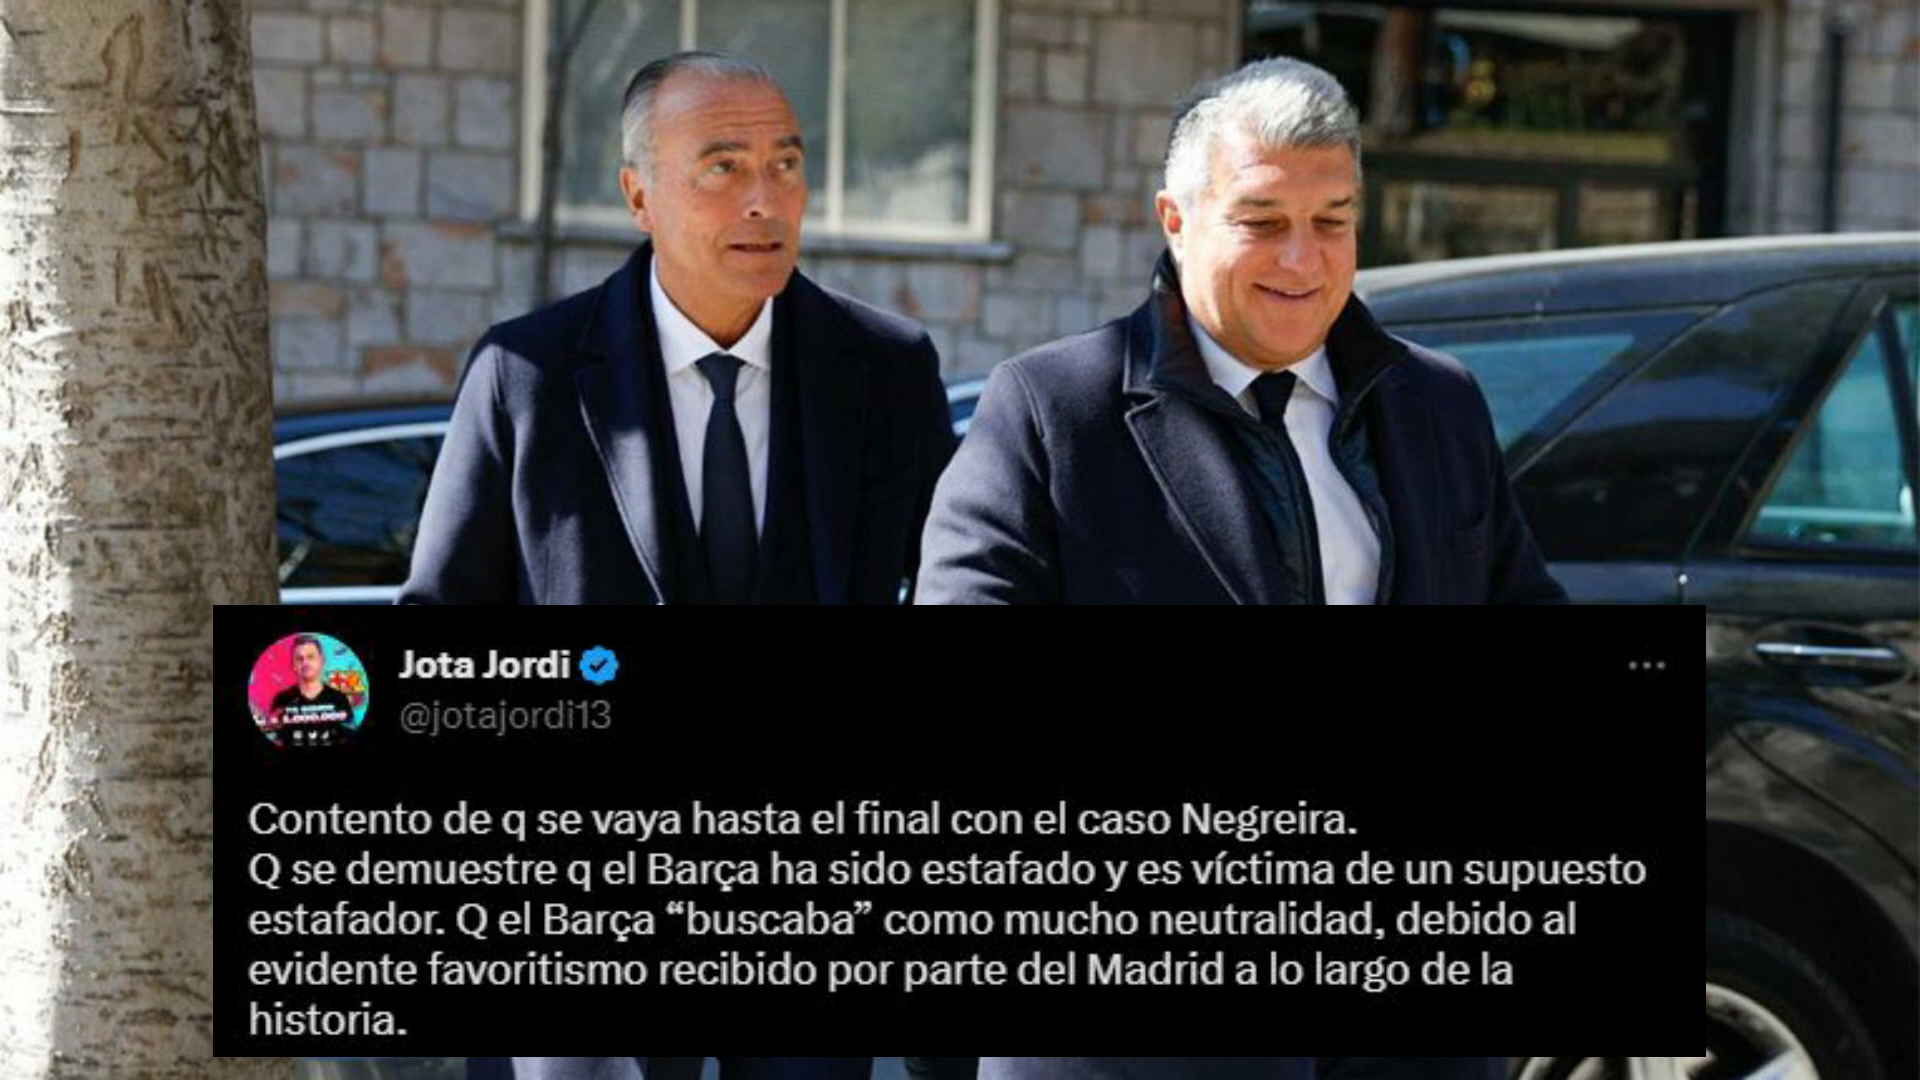 Jota Jordi
@jotajordi13
Contento de q se vaya hasta el final con el caso Negreira.
Q se demuestre q el Barça ha sido estafado y es víctima de un supuesto
estafador. Q el Barça “buscaba” como mucho neutralidad, debido al
evidente favoritismo recibido por parte del Madrid a lo largo de la
historia.